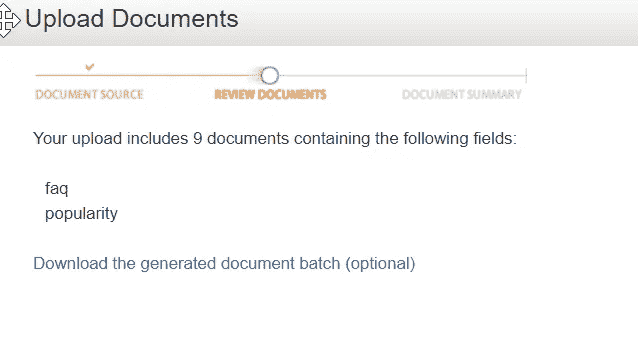 Upload Documents
DOCUMENT SOURCE REVIEW DOCUMENTS DOCUMENT SUMMARY
Your upload includes 9 documents containing the following fields:
faq
popularity
Download the generated document batch (optional)